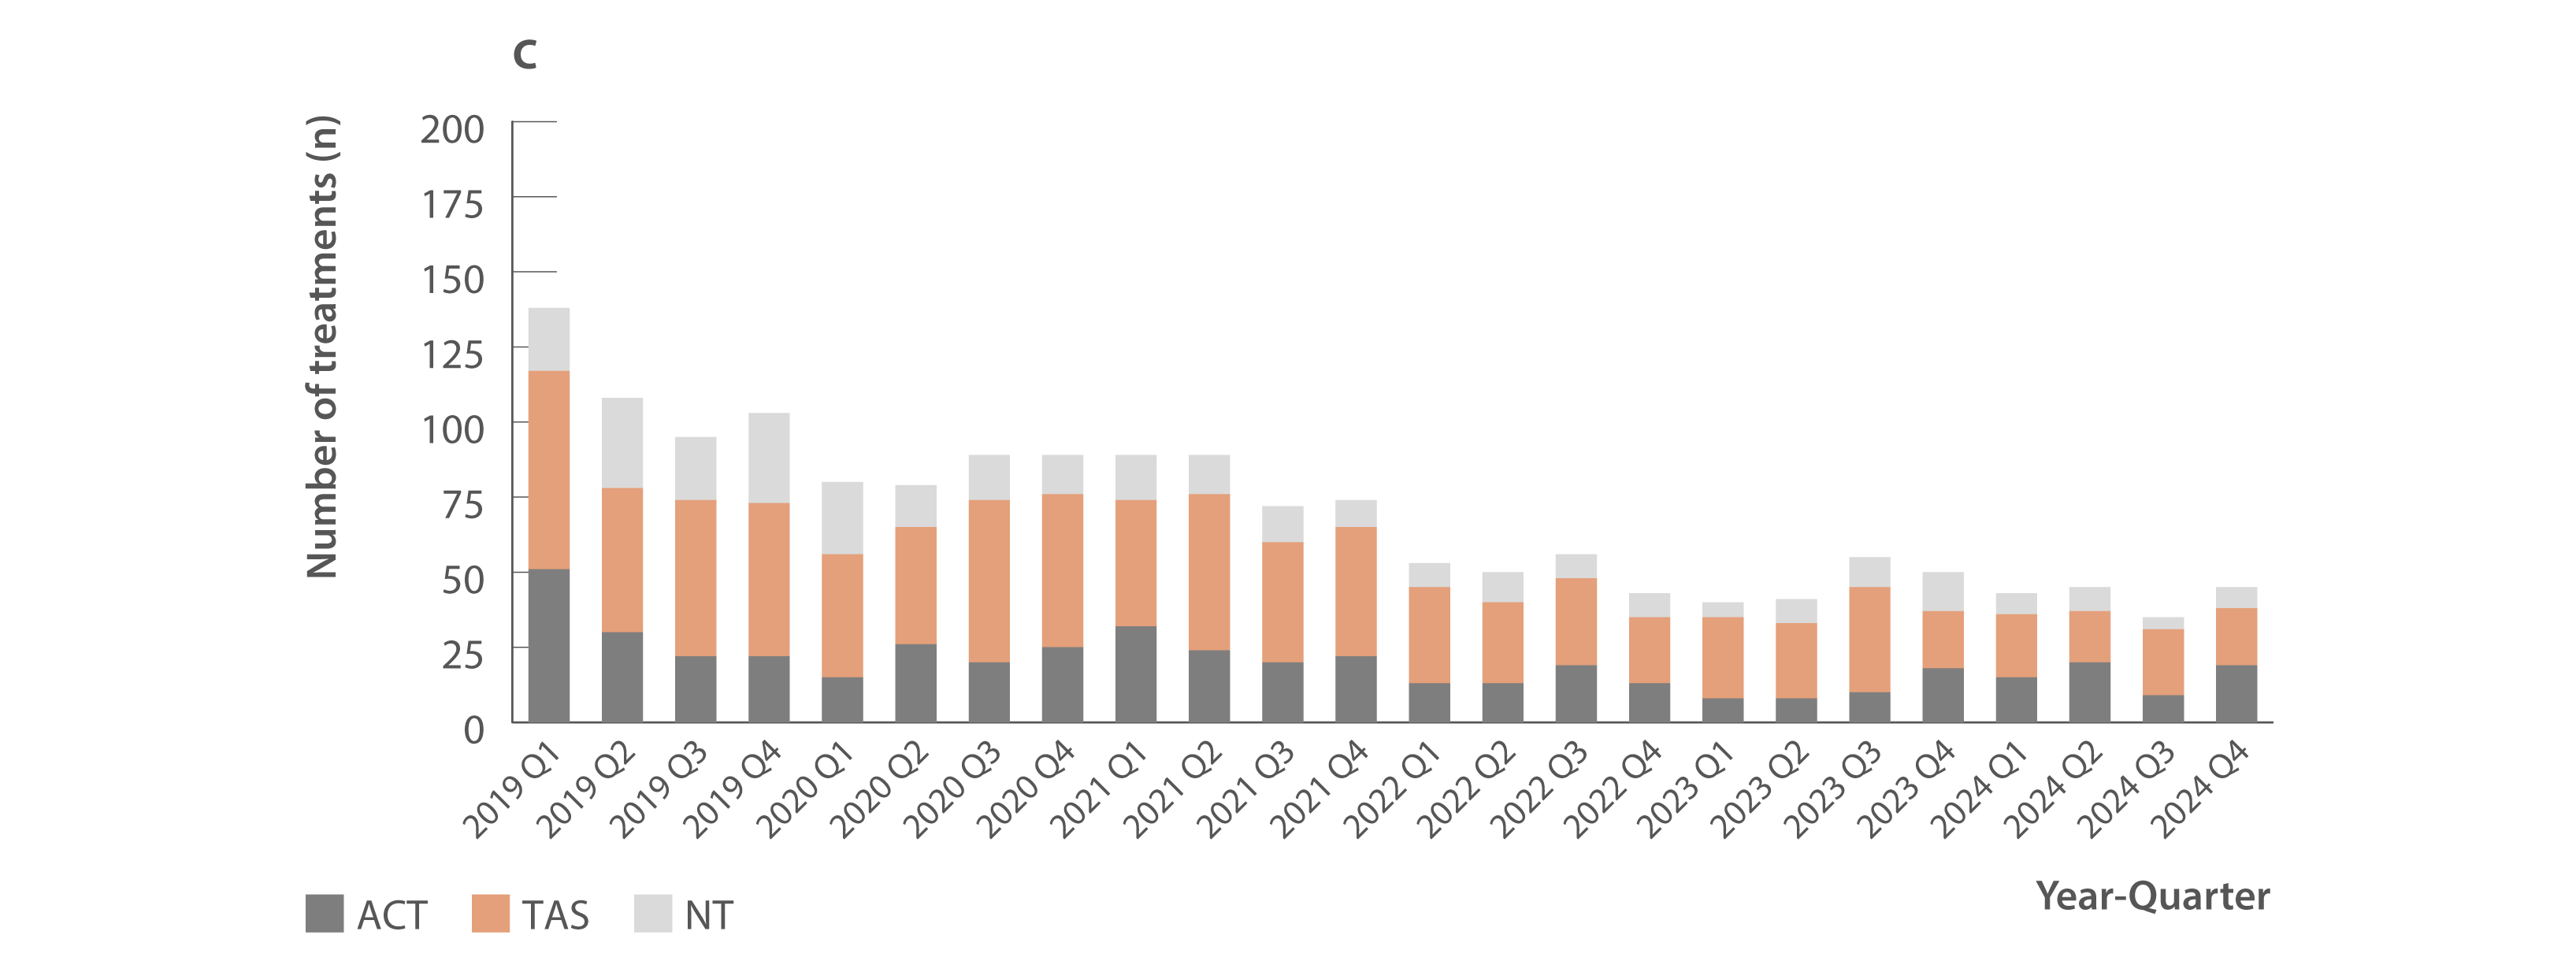 C
Number of treatments (n)
200
175
150
125
100
75
50
25
0
2019 Q1
2019 Q2
2019 Q3
2019 Q4
2020 Q1
2020 Q2
2020 Q3
2020 Q4
2021 Q1
2021 Q2
2021 Q3
2021 Q4
2022 Q1
2022 Q2
2022 Q3
2022 Q4
2023 Q1
2023 Q2
2023 Q3
2023 Q4
2024 Q1
2024 Q2
2024 Q3
2024 Q4
Year-Quarter
ACT TAS NT